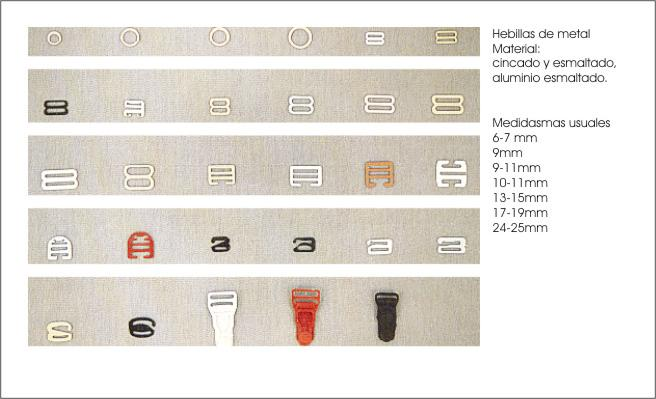 Hebillas de metal
Material:
cincado y esmaltado,
aluminio esmaltado.
Medidasmas usuales
6-7 mm
9mm
9-11mm
10-11mm
13-15mm
17-19mm
24-25mm